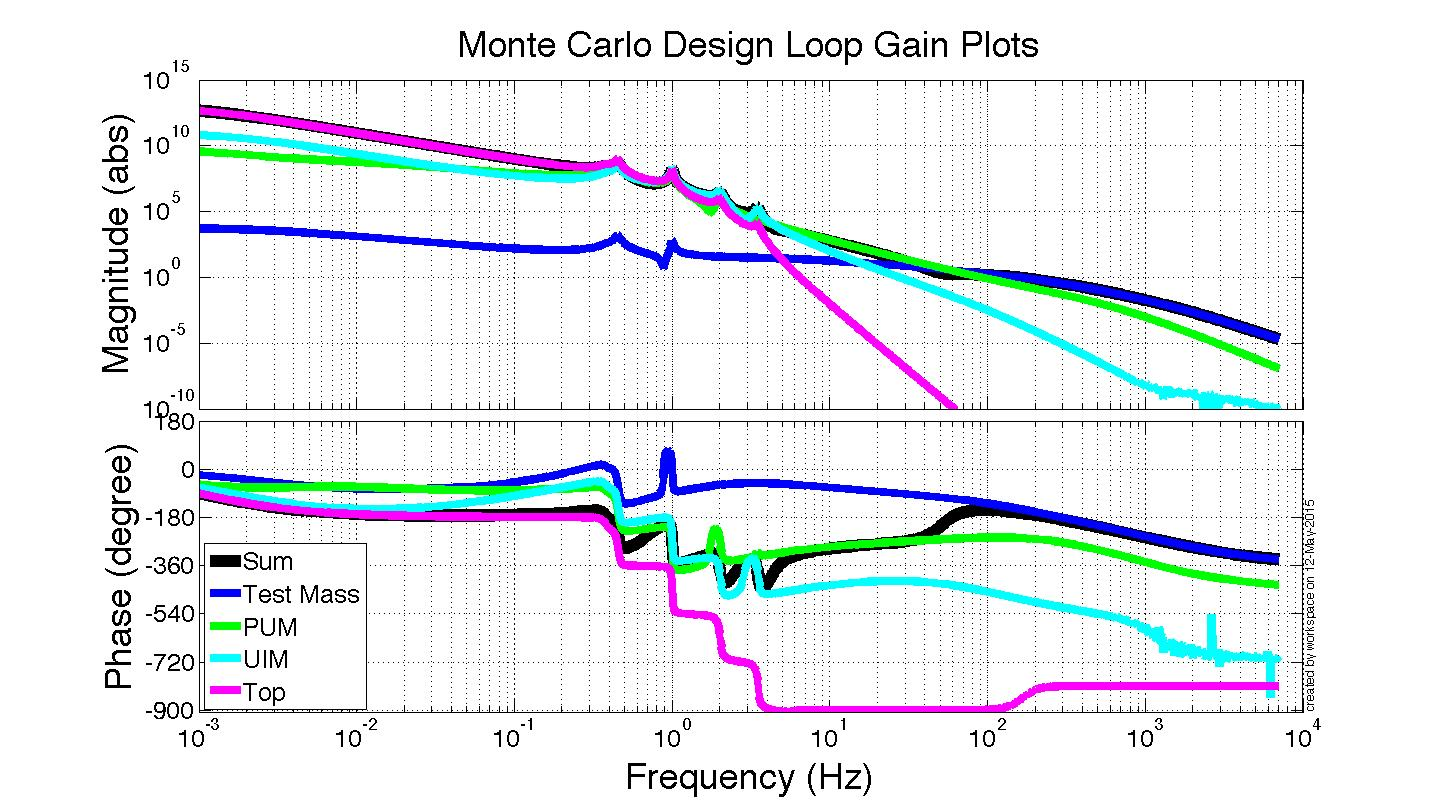 Monte Carlo Design Loop Gain Plots
Magnitude (abs)
10^15
10^10
10^5
10^0
10^-5
10^-10
Phase (degree)
180
0
-180
-360
-540
-720
-900
Sum
Test Mass
PUM
UIM
Top
created by workspace on 12-May-2015
10^-3 10^-2 10^-1 10^0 10^1 10^2 10^3 10^4
Frequency (Hz)